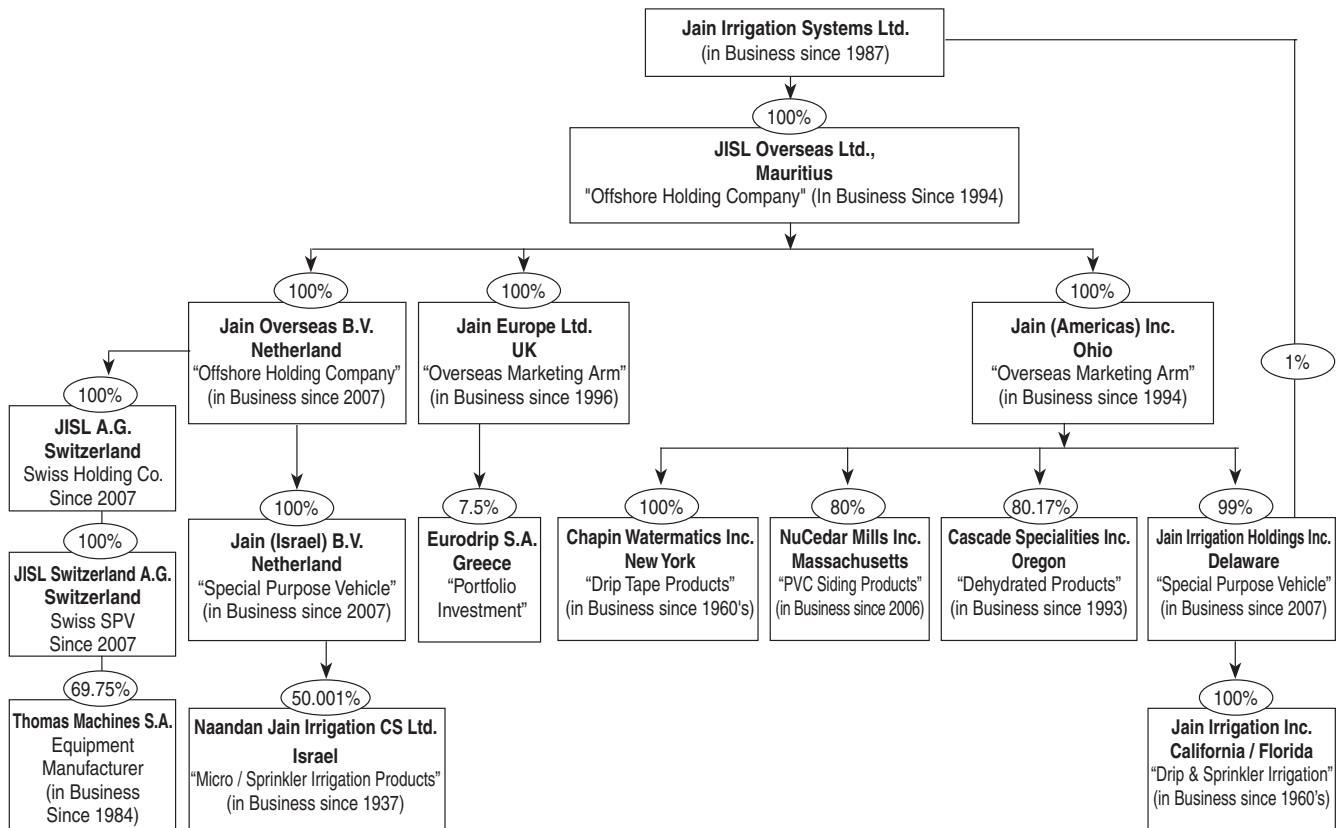 Jain Irrigation Systems Ltd.
(in Business since 1987)
100%
JISL Overseas Ltd.,
Mauritius
"Offshore Holding Company" (In Business Since 1994)
100%
Jain Overseas B.V.
Netherland
“Offshore Holding Company”
(in Business since 2007)
100%
Jain Europe Ltd.
UK
“Overseas Marketing Arm”
(in Business since 1996)
100%
Jain (Americas) Inc.
Ohio
“Overseas Marketing Arm”
(in Business since 1994)
1%
100%
JISL A.G.
Switzerland
Swiss Holding Co.
Since 2007
100%
JISL Switzerland A.G.
Switzerland
Swiss SPV
Since 2007
69.75%
Thomas Machines S.A.
Equipment
Manufacturer
(in Business
Since 1984)
100%
Jain (Israel) B.V.
Netherland
“Special Purpose Vehicle”
(in Business since 2007)
50.001%
Naandan Jain Irrigation CS Ltd.
Israel
“Micro / Sprinkler Irrigation Products”
(in Business since 1937)
7.5%
Eurodrip S.A.
Greece
“Portfolio
Investment”
100%
Chapin Watermatics Inc.
New York
“Drip Tape Products”
(in Business since 1960's)
80%
NuCedar Mills Inc.
Massachusetts
“PVC Siding Products”
(in Business since 2006)
80.17%
Cascade Specialities Inc.
Oregon
“Dehydrated Products”
(in Business since 1993)
99%
Jain Irrigation Holdings Inc.
Delaware
“Special Purpose Vehicle”
(in Business since 2007)
100%
Jain Irrigation Inc.
California / Florida
“Drip & Sprinkler Irrigation”
(in Business since 1960's)